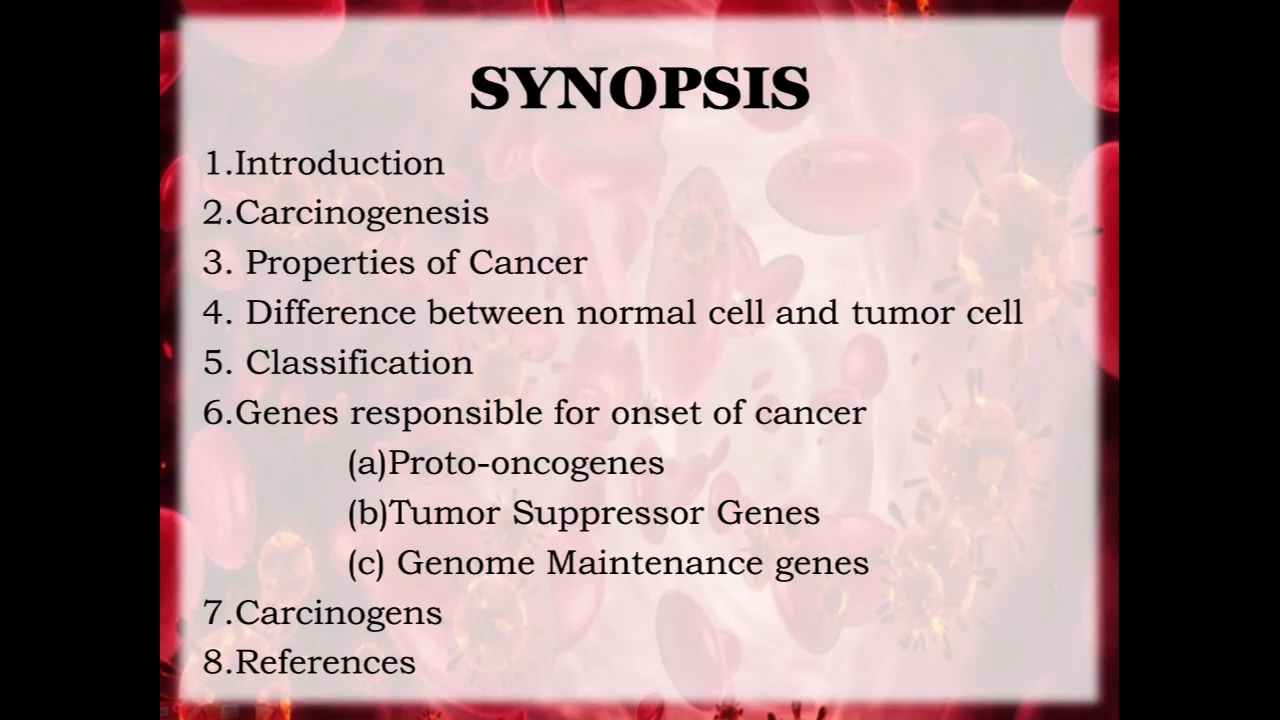 SYNOPSIS
1.Introduction
2.Carcinogenesis
3. Properties of Cancer
4. Difference between normal cell and tumor cell
5. Classification
6.Genes responsible for onset of cancer
(a)Proto-oncogenes
(b)Tumor Suppressor Genes
(c) Genome Maintenance genes
7.Carcinogens
8.References